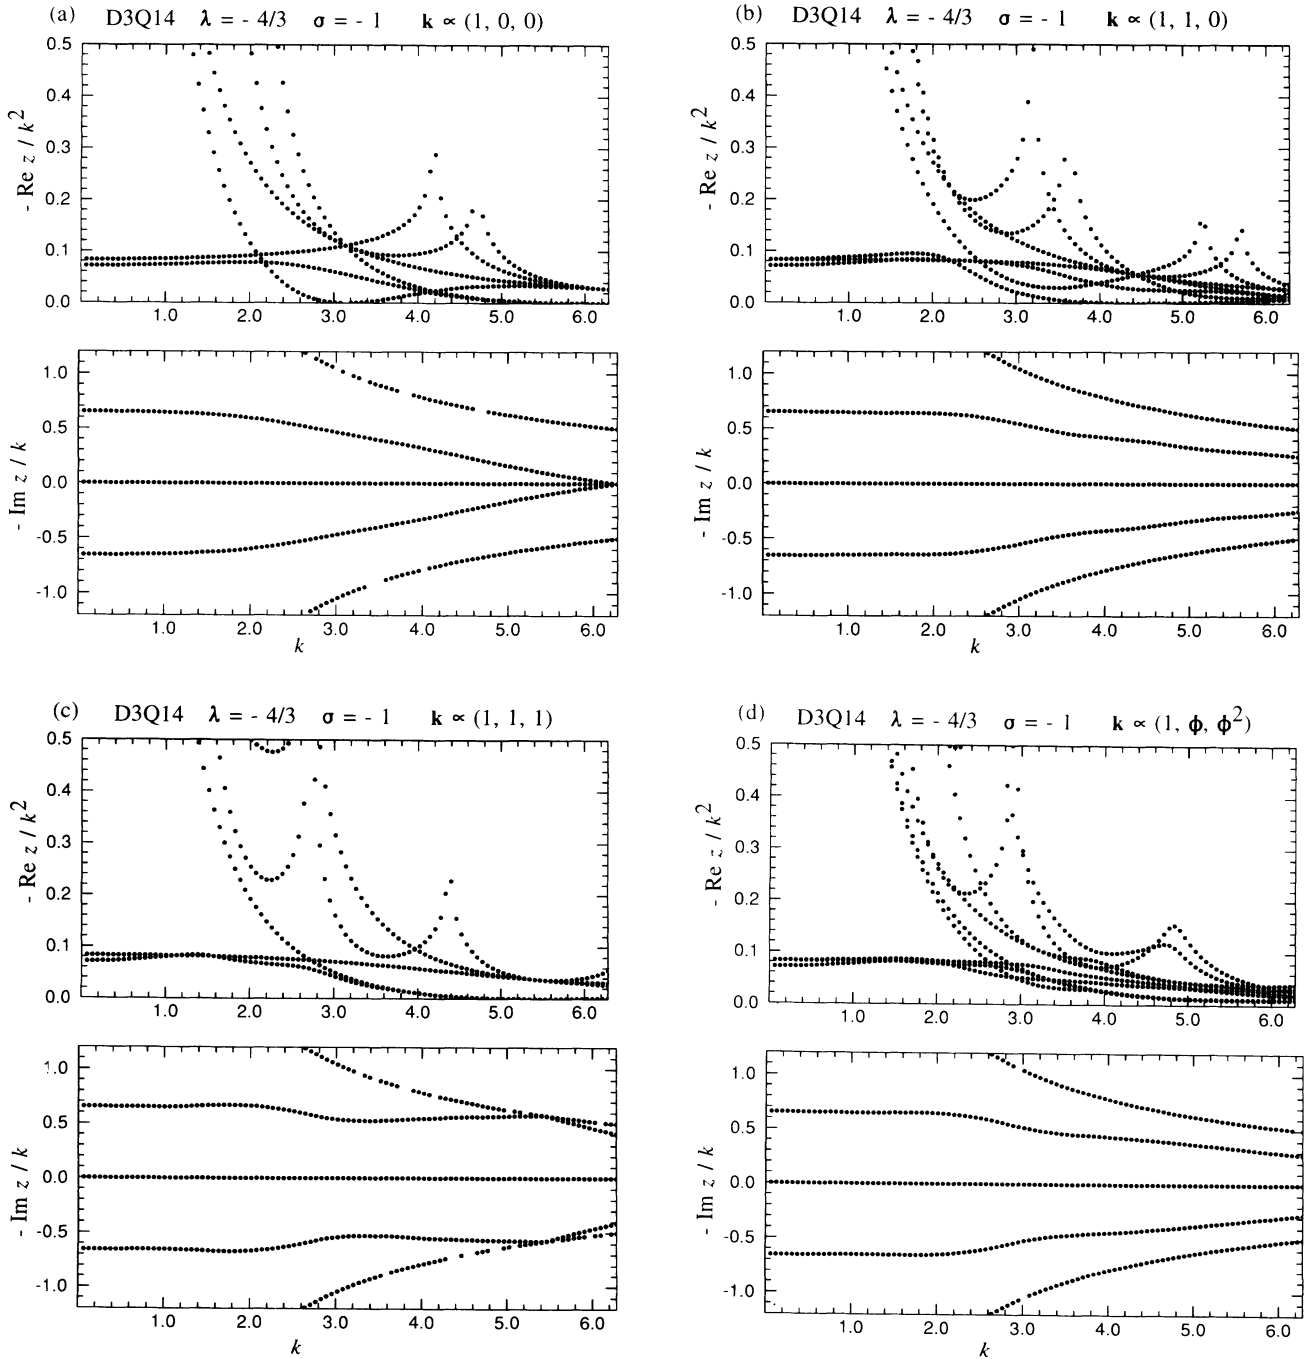 (a) D3Q14 λ = - 4/3 σ = - 1 k ∝ (1, 0, 0)
- Re z / k²
0.5
0.4
0.3
0.2
0.1
0.0
1.0 2.0 3.0 4.0 5.0 6.0
- Im z / k
1.0
0.5
0.0
-0.5
-1.0
1.0 2.0 3.0 4.0 5.0 6.0
k
(b) D3Q14 λ = - 4/3 σ = - 1 k ∝ (1, 1, 0)
- Re z / k²
0.5
0.4
0.3
0.2
0.1
0.0
1.0 2.0 3.0 4.0 5.0 6.0
- Im z / k
1.0
0.5
0.0
-0.5
-1.0
1.0 2.0 3.0 4.0 5.0 6.0
k
(c) D3Q14 λ = - 4/3 σ = - 1 k ∝ (1, 1, 1)
- Re z / k²
0.5
0.4
0.3
0.2
0.1
0.0
1.0 2.0 3.0 4.0 5.0 6.0
- Im z / k
1.0
0.5
0.0
-0.5
-1.0
1.0 2.0 3.0 4.0 5.0 6.0
k
(d) D3Q14 λ = - 4/3 σ = - 1 k ∝ (1, ϕ, ϕ²)
- Re z / k²
0.5
0.4
0.3
0.2
0.1
0.0
1.0 2.0 3.0 4.0 5.0 6.0
- Im z / k
1.0
0.5
0.0
-0.5
-1.0
1.0 2.0 3.0 4.0 5.0 6.0
k